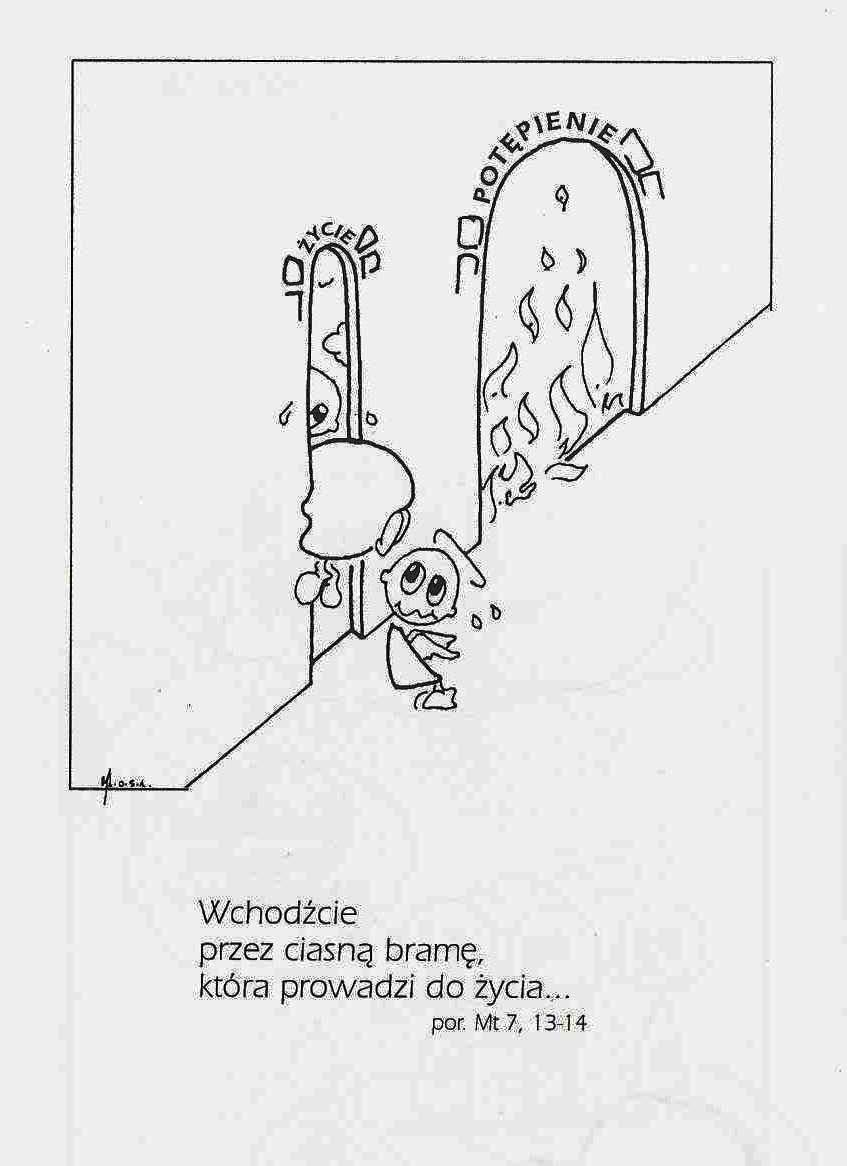 POTĘPIENIE
ŻYCIE
Wchodźcie
przez ciasną bramę,
która prowadzi do życia...
por. Mt 7, 13-14